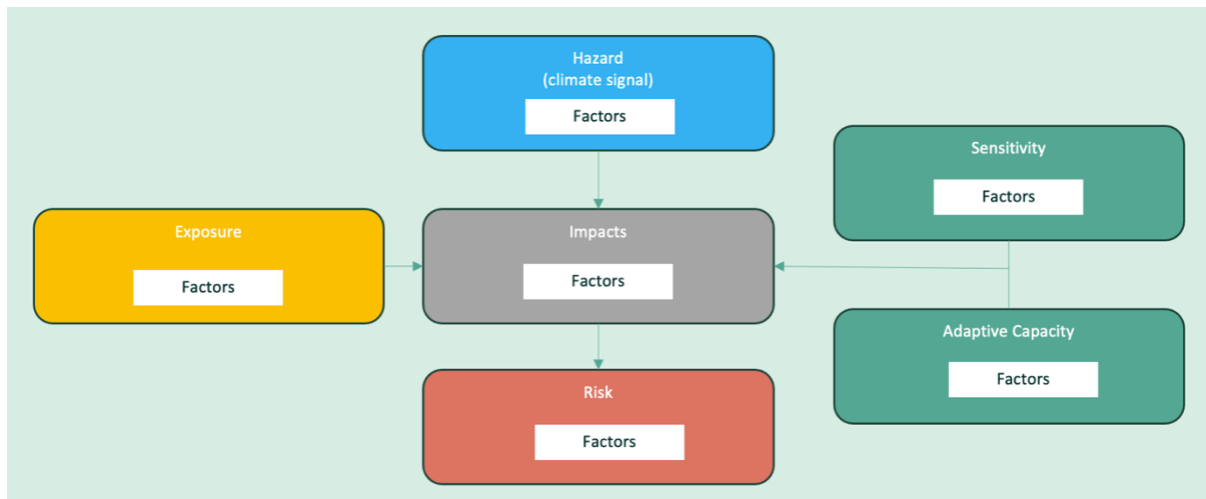 Hazard
(climate signal)
Factors
Sensitivity
Factors
Exposure
Factors
Impacts
Factors
Adaptive Capacity
Factors
Risk
Factors